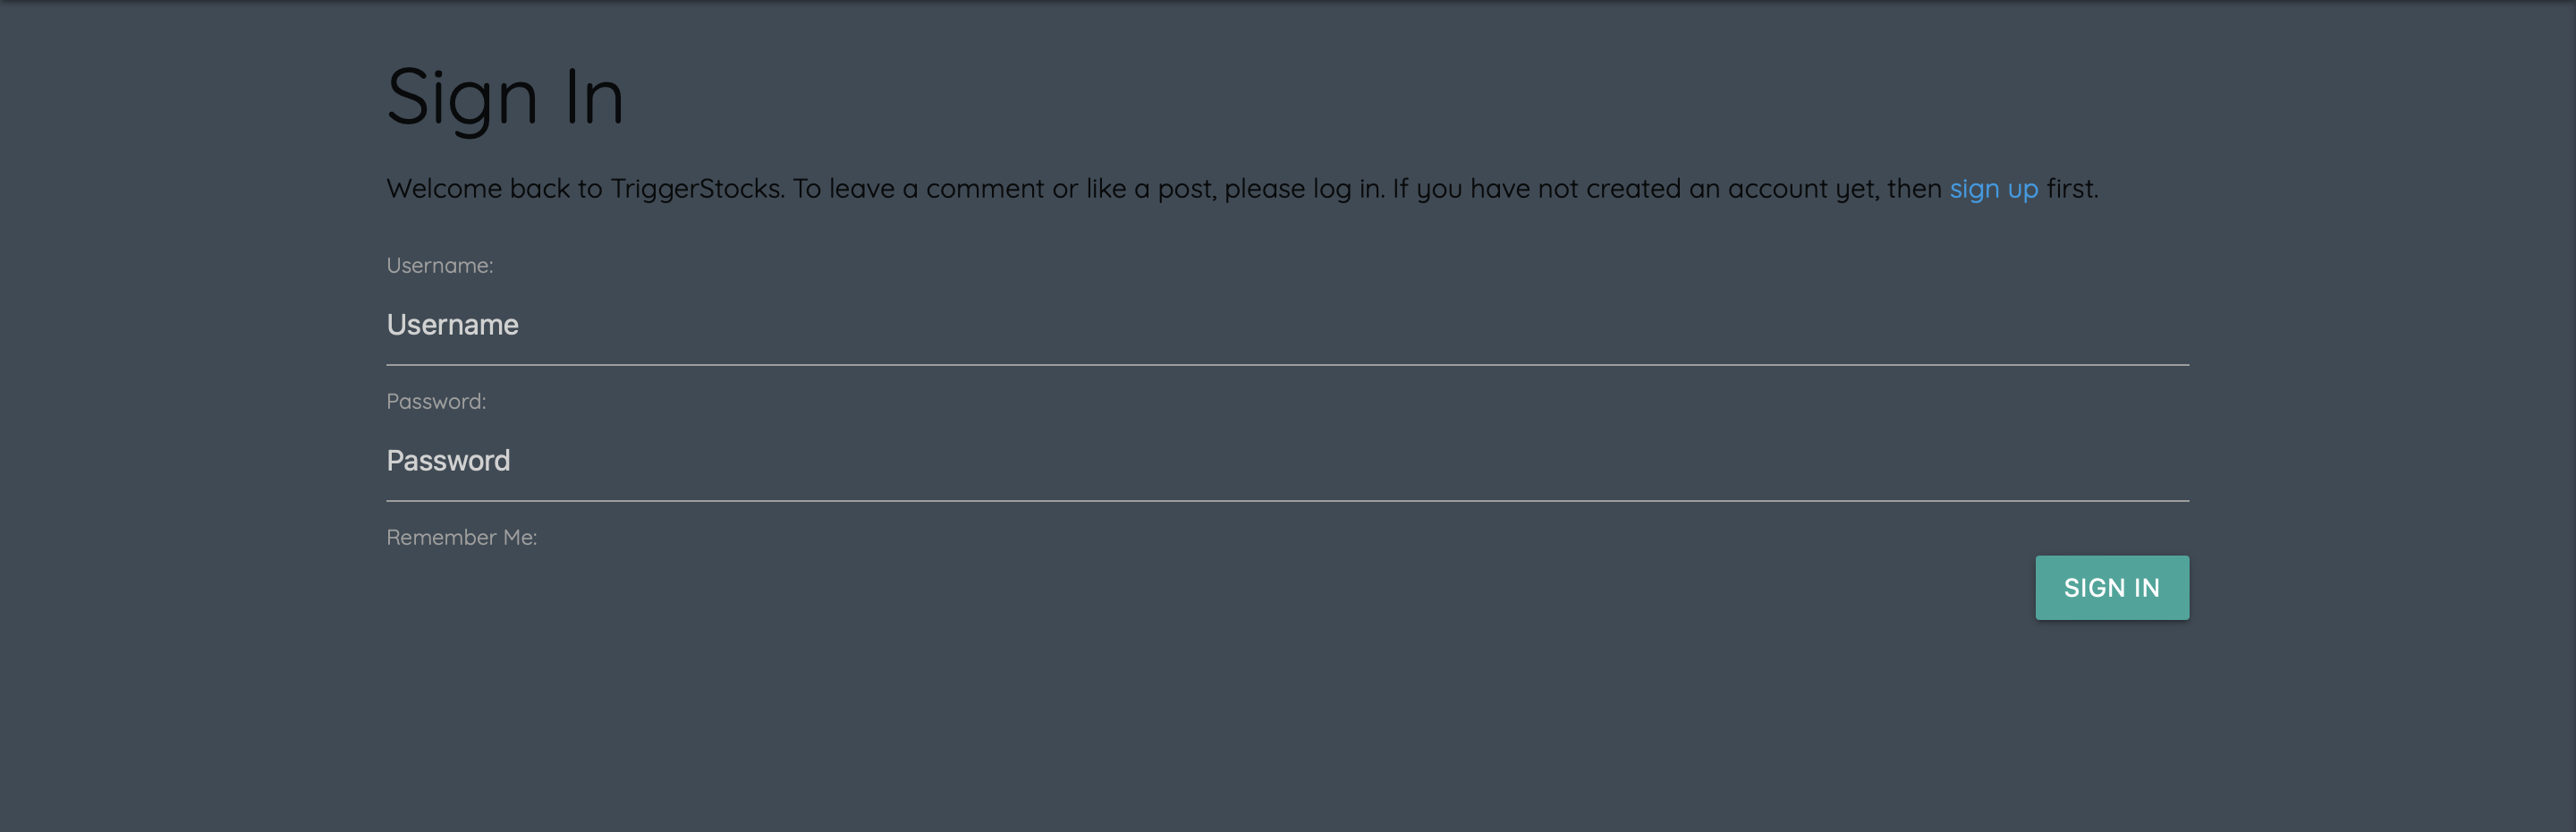 Sign In
Welcome back to TriggerStocks. To leave a comment or like a post, please log in. If you have not created an account yet, then sign up first.
Username:
Username
Password:
Password
Remember Me:
SIGN IN